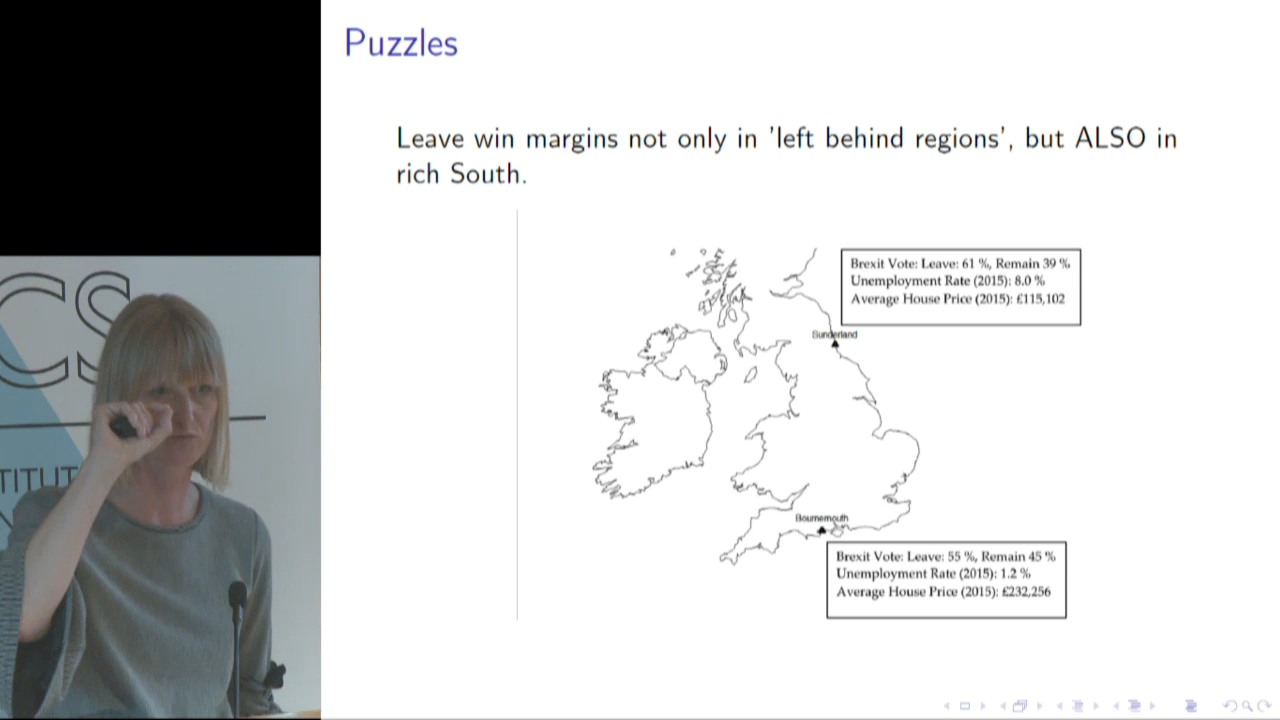 Puzzles
Leave win margins not only in 'left behind regions', but ALSO in
rich South.
Brexit Vote: Leave: 61 %, Remain 39 %
Unemployment Rate (2015): 8.0 %
Average House Price (2015): £115,102
Sunderland
Bournemouth
Brexit Vote: Leave: 55 %, Remain 45 %
Unemployment Rate (2015): 1.2 %
Average House Price (2015): £232,256
CS
TITUT